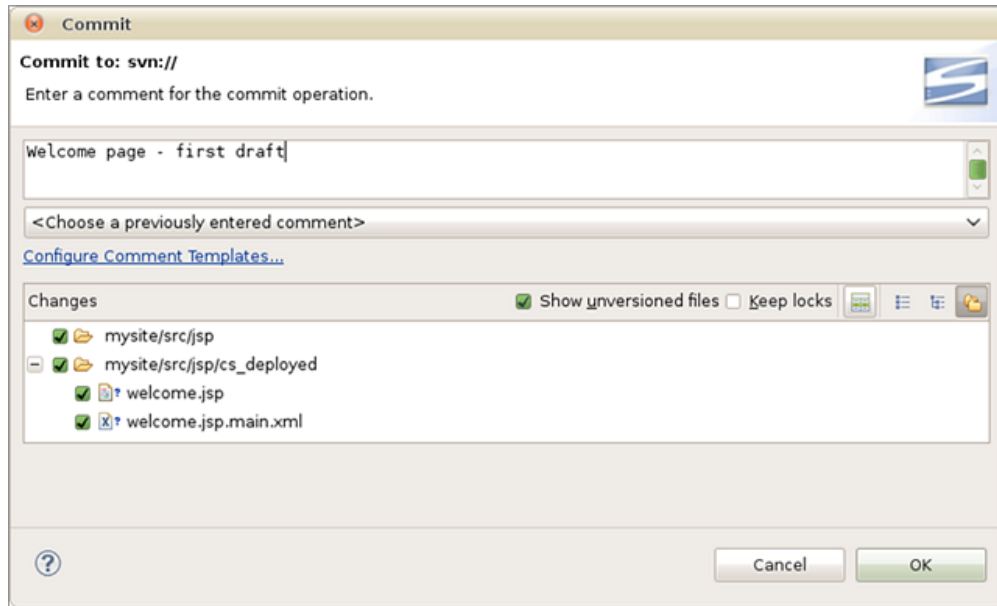 Commit
Commit to: svn://
Enter a comment for the commit operation.
Welcome page - first draft
<Choose a previously entered comment>
Configure Comment Templates...
Changes Show unversioned files Keep locks
mysite/src/jsp
mysite/src/jsp/cs_deployed
welcome.jsp
welcome.jsp.main.xml
Cancel OK